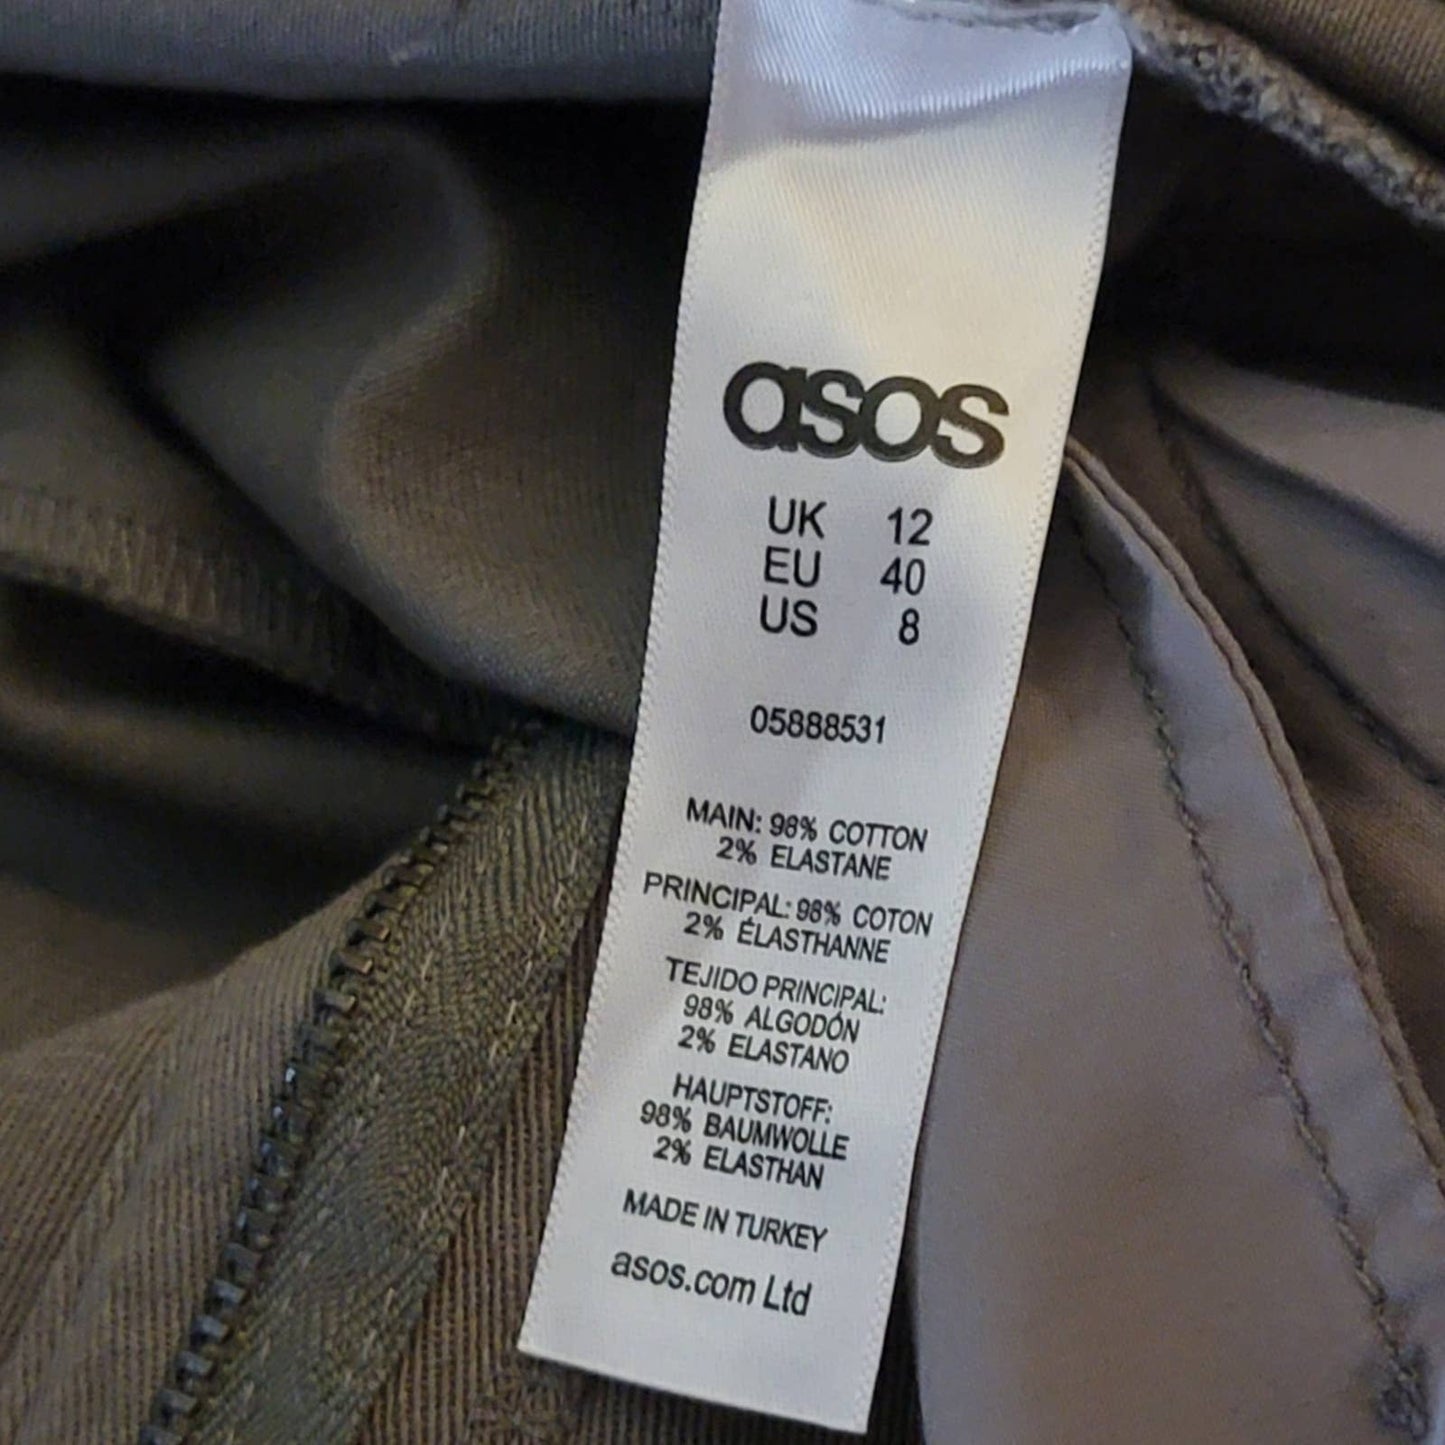 asos
UK 12
EU 40
US 8
05888531
MAIN: 98% COTTON
2% ELASTANE
PRINCIPAL: 98% COTON
2% ÉLASTHANNE
TEJIDO PRINCIPAL:
98% ALGODÓN
2% ELASTANO
HAUPTSTOFF:
98% BAUMWOLLE
2% ELASTHAN
MADE IN TURKEY
asos.com Ltd